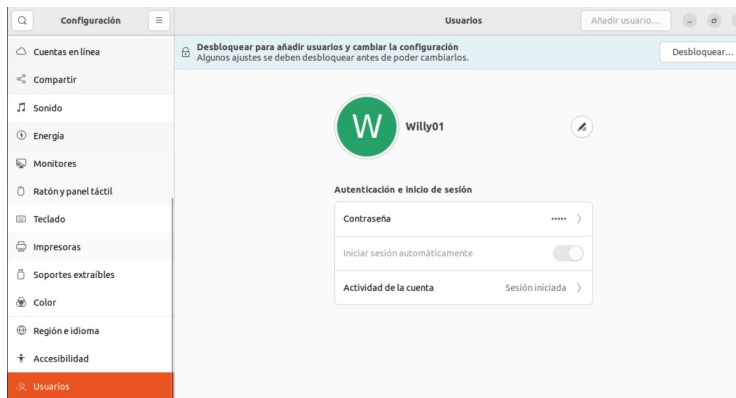 Configuración
Usuarios
Añadir usuario...
Cuentas en línea
Compartir
Sonido
Energía
Monitores
Ratón y panel táctil
Teclado
Impresoras
Soportes extraíbles
Color
Región e idioma
Accesibilidad
Usuarios
Desbloquear para añadir usuarios y cambiar la configuración
Algunos ajustes se deben desbloquear antes de poder cambiarlos.
Desbloquear...
W
Willy01
Autenticación e inicio de sesión
Contraseña •••••
Iniciar sesión automáticamente
Actividad de la cuenta Sesión iniciada